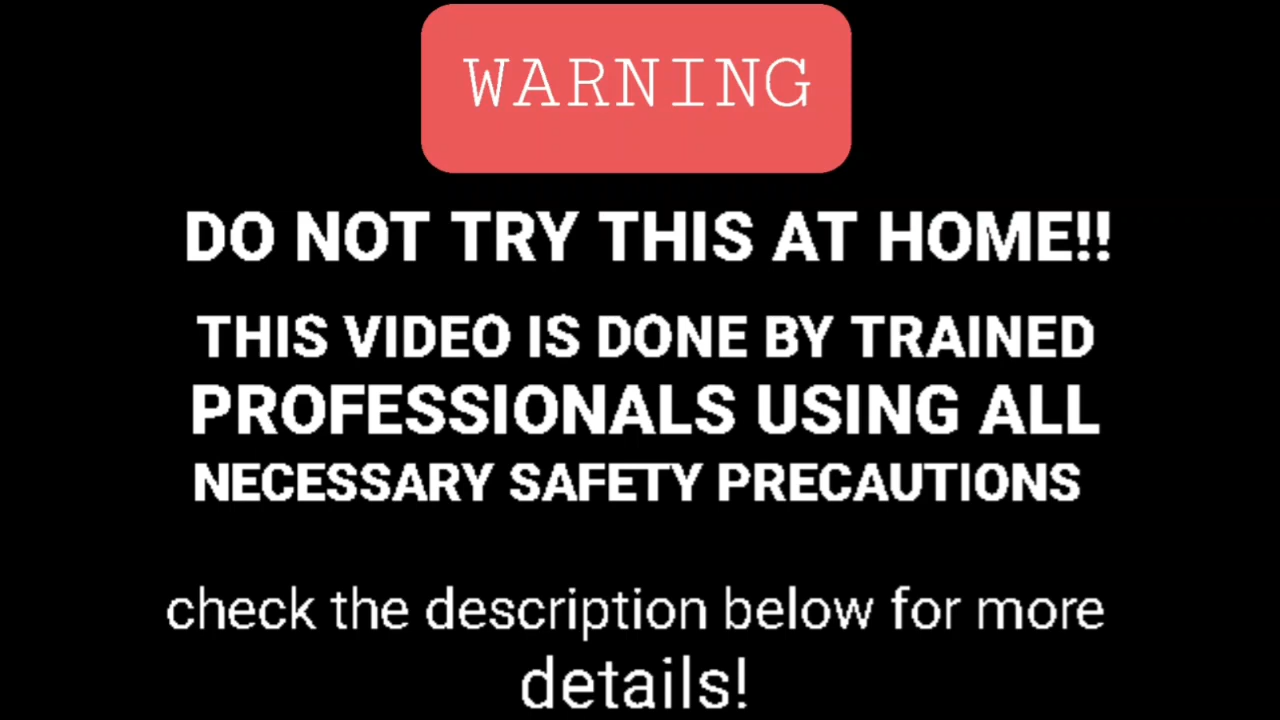 WARNING
DO NOT TRY THIS AT HOME!!
THIS VIDEO IS DONE BY TRAINED
PROFESSIONALS USING ALL
NECESSARY SAFETY PRECAUTIONS
check the description below for more
details!